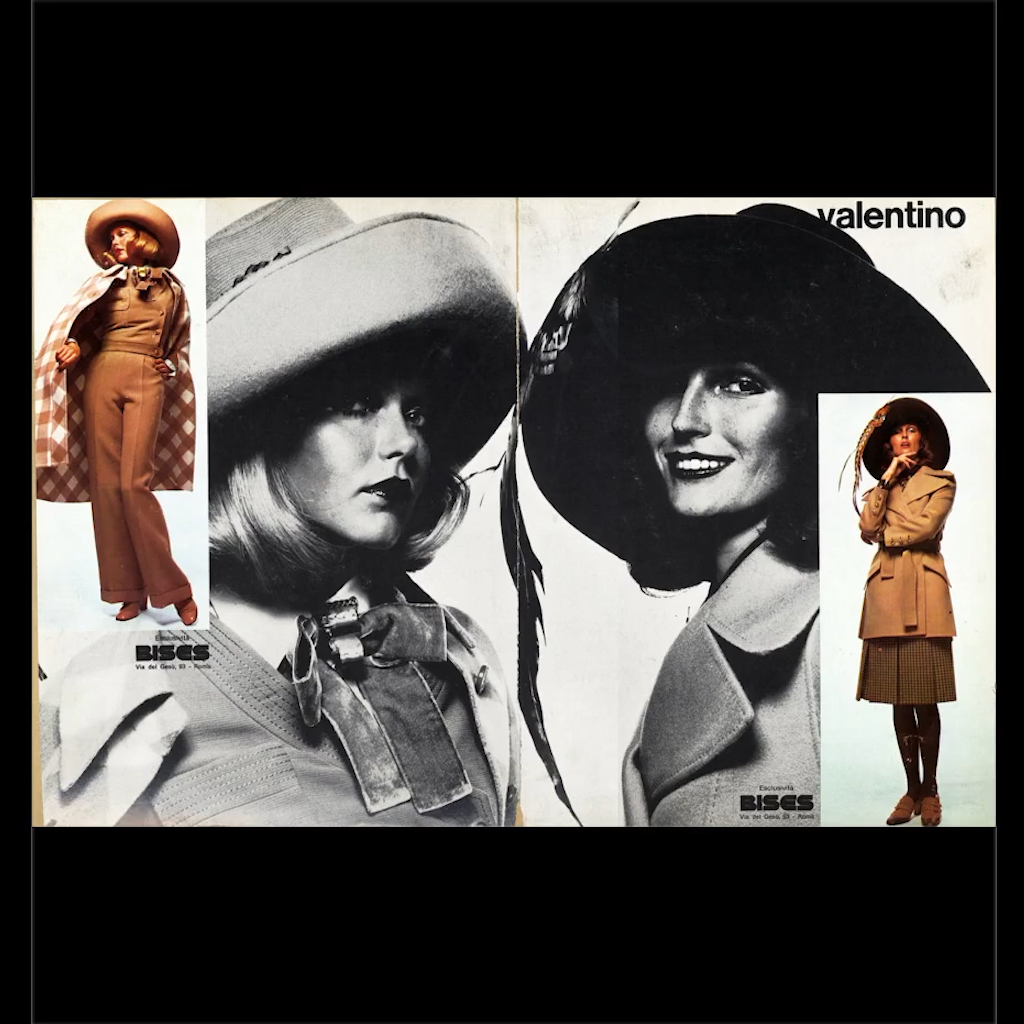 valentino
Esclusività
BISES
Via del Gesù, 93 - Roma
Esclusività
BISES
Via del Gesù, 93 - Roma